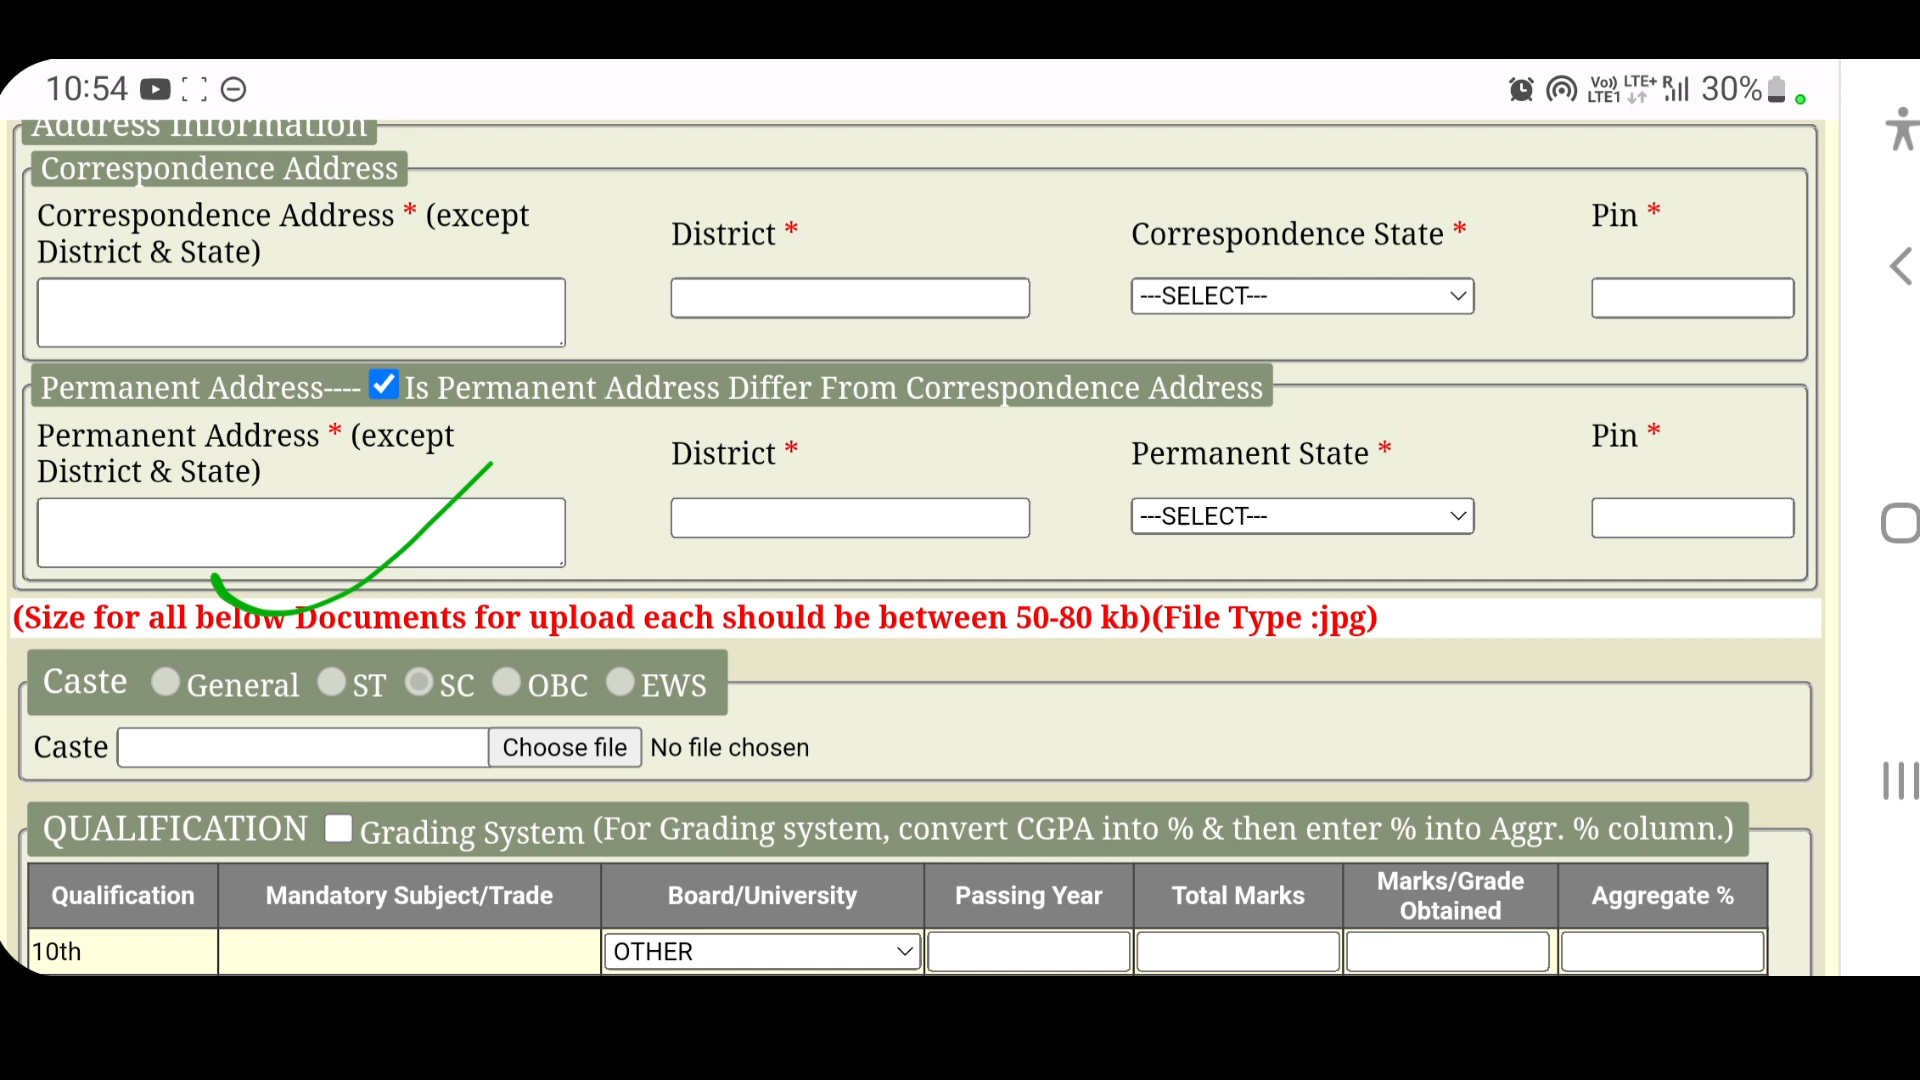 10:54
Vo)) LTE+ R
LTE1
30%
Address Information
Correspondence Address
Correspondence Address * (except
District & State)
District *
Correspondence State *
Pin *
---SELECT---
Permanent Address---- Is Permanent Address Differ From Correspondence Address
Permanent Address * (except
District & State)
District *
Permanent State *
Pin *
---SELECT---
(Size for all below Documents for upload each should be between 50-80 kb)(File Type :jpg)
Caste General ST SC OBC EWS
Caste Choose file No file chosen
QUALIFICATION Grading System (For Grading system, convert CGPA into % & then enter % into Aggr. % column.)
Qualification Mandatory Subject/Trade Board/University Passing Year Total Marks Marks/Grade Obtained Aggregate %
10th OTHER